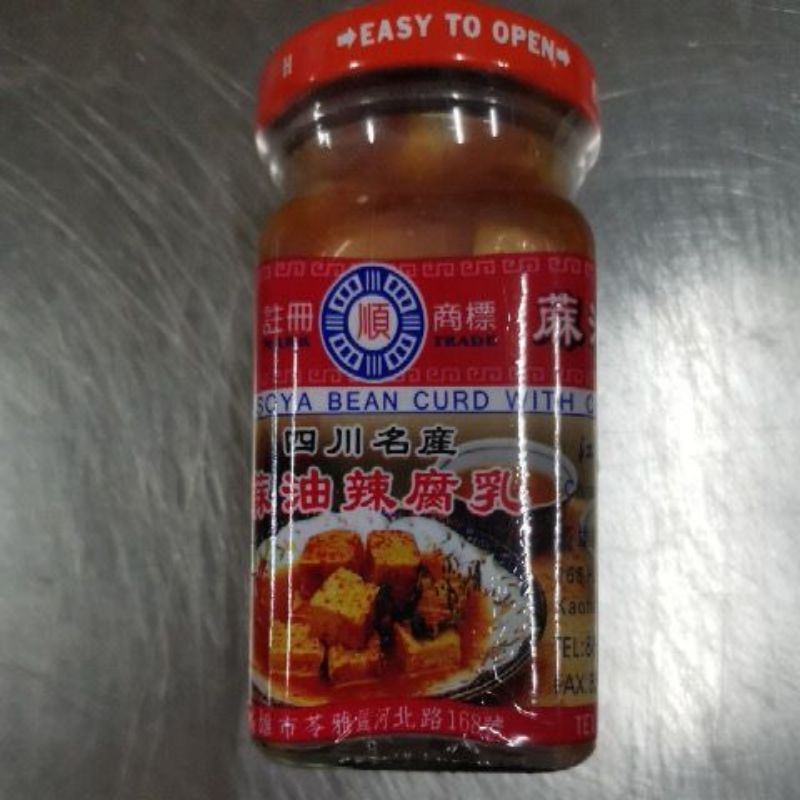 EASY TO OPEN
H
註冊 順 商標
MARK TRADE
麻
SOYA BEAN CURD WITH
四川名產
麻油辣腐乳
TEL:
FAX.
雄市苓雅區河北路168號